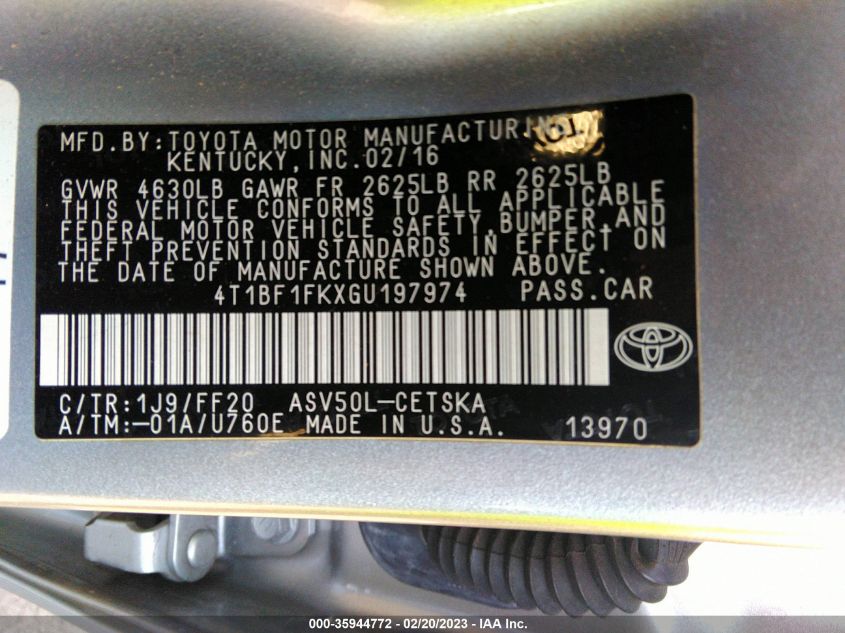 MFD.BY:TOYOTA MOTOR MANUFACTURING
KENTUCKY,INC.02/16
GVWR 4630LB GAWR FR 2625LB RR 2625LB
THIS VEHICLE CONFORMS TO ALL APPLICABLE
FEDERAL MOTOR VEHICLE SAFETY,BUMPER,AND
THEFT PREVENTION STANDARDS IN EFFECT ON
THE DATE OF MANUFACTURE SHOWN ABOVE.
4T1BF1FKXGU197974 PASS.CAR
C/TR:1J9/FF20 ASV50L-CETSKA
A/TM:-01A/U760E MADE IN U.S.A. 13970
000-35944772 - 02/20/2023 - IAA Inc.